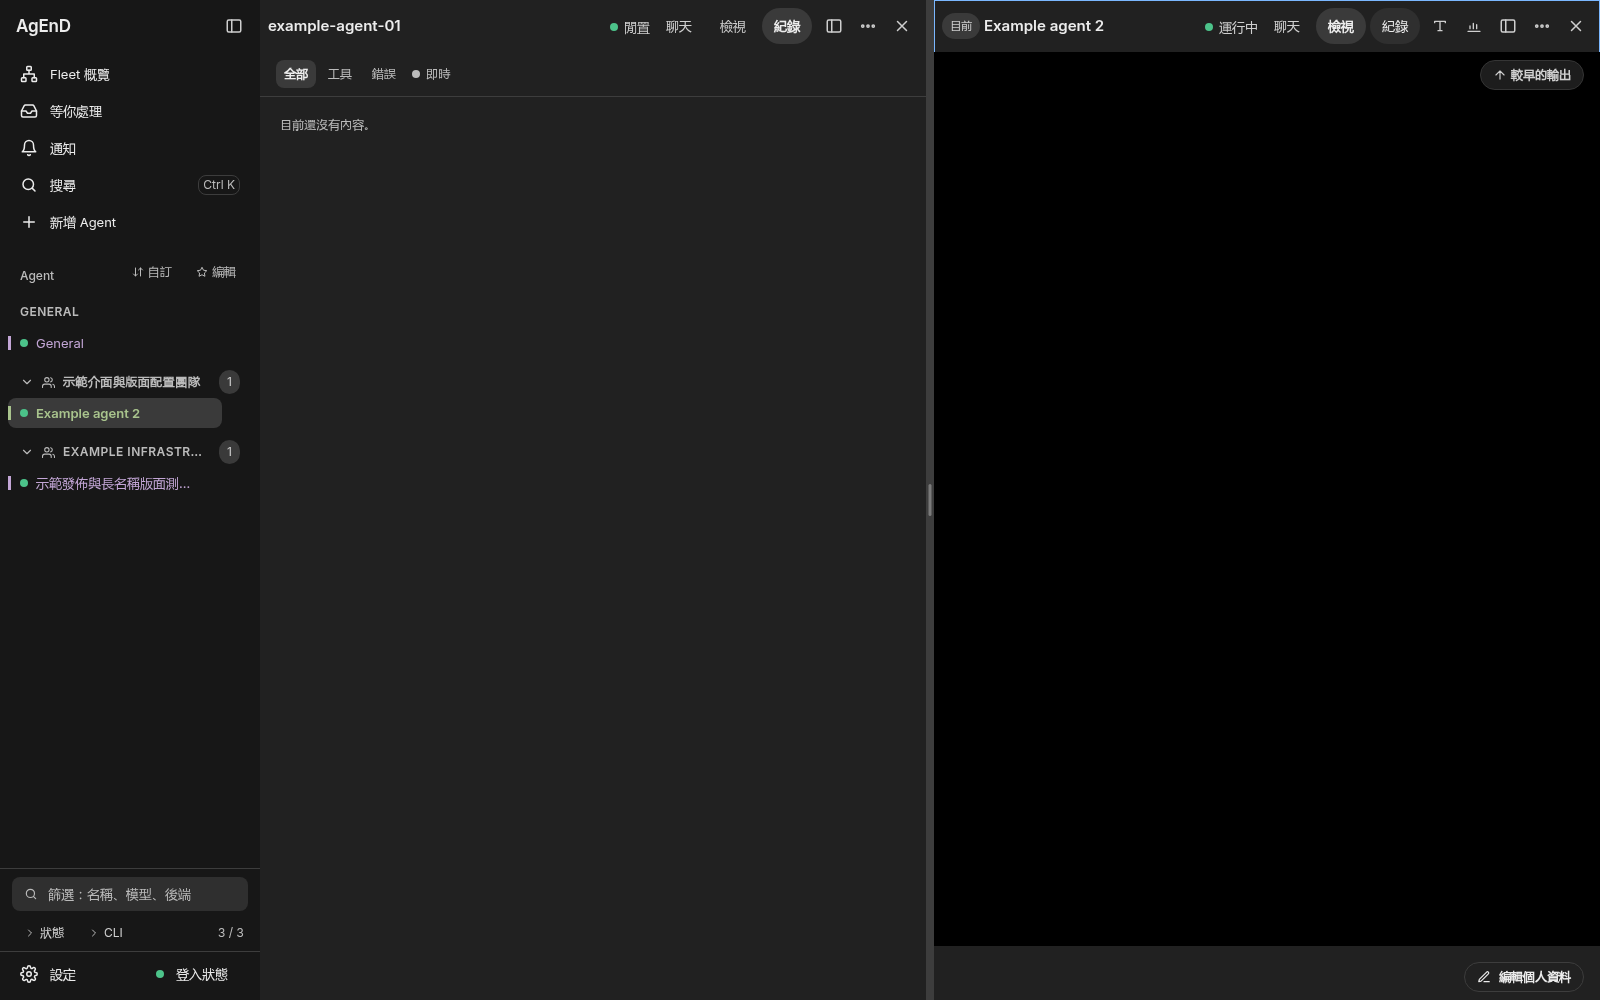 AgEnD
Fleet 概覽
等你處理
通知
搜尋 Ctrl K
新增 Agent
Agent 自訂 編輯
GENERAL
General
示範介面與版面配置團隊 1
Example agent 2
EXAMPLE INFRASTR... 1
示範發佈與長名稱版面測...
篩選：名稱、模型、後端
狀態 CLI 3 / 3
設定 登入狀態
example-agent-01 閒置 聊天 檢視 紀錄
全部 工具 錯誤 即時
目前還沒有內容。
目前 Example agent 2 運行中 聊天 檢視 紀錄
較早的輸出
編輯個人資料